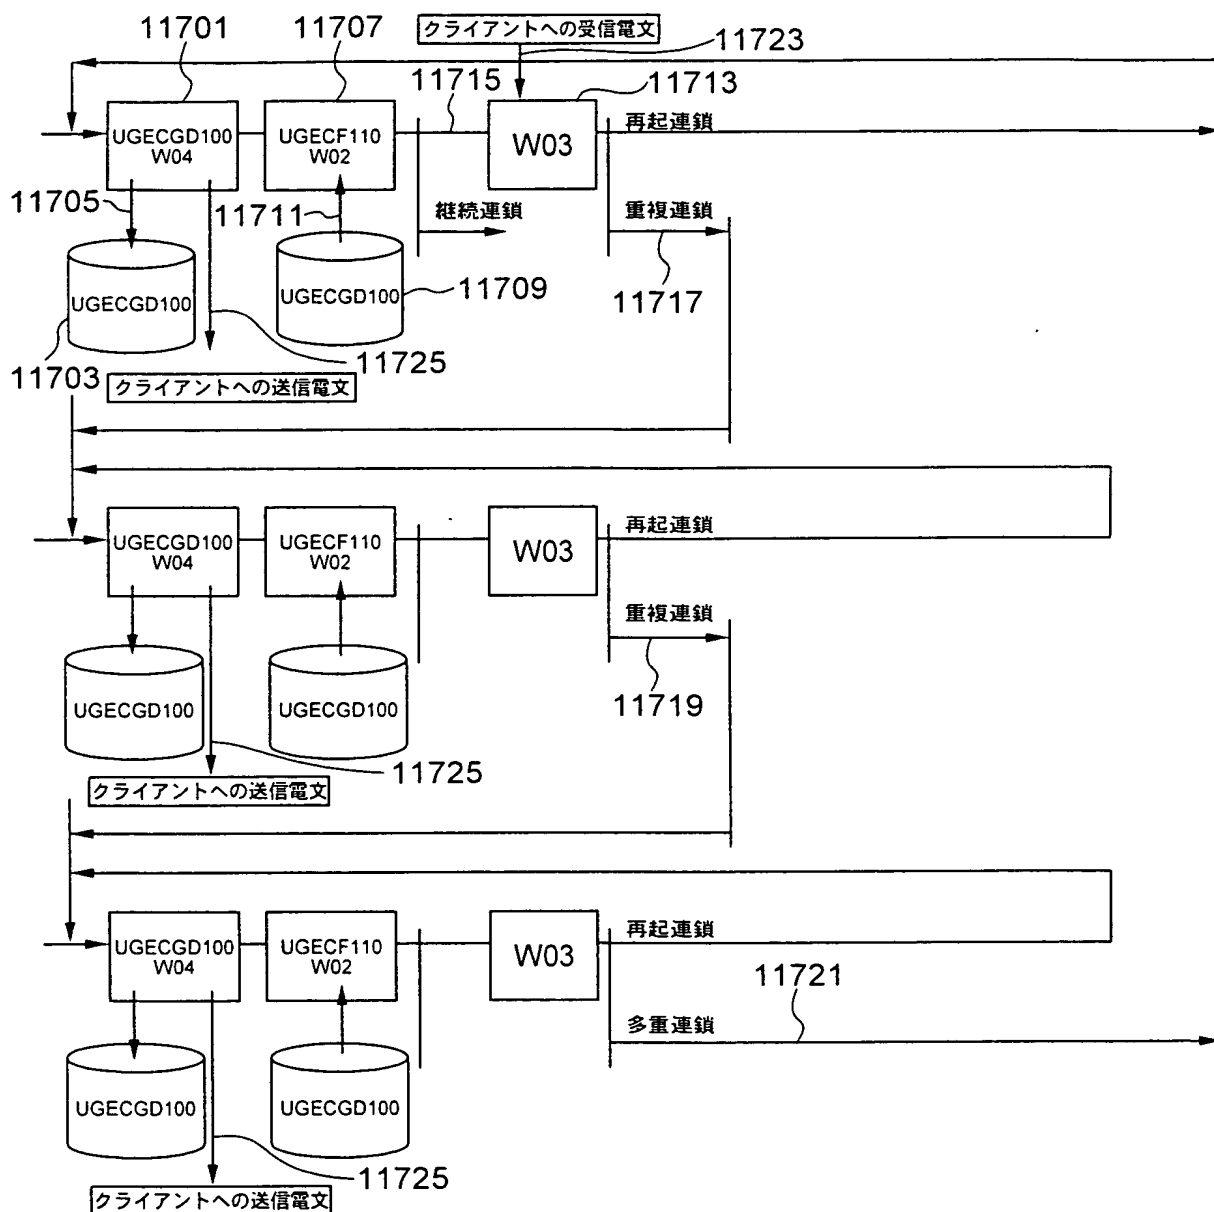 11701
11707
クライアントへの受信電文
11723
11715
11713
UGECGD100
W04
UGECF110
W02
W03
再起連鎖
11705
11711
継続連鎖
重複連鎖
UGECGD100
UGECGD100
11709
11717
11703
11725
クライアントへの送信電文
UGECGD100
W04
UGECF110
W02
W03
再起連鎖
重複連鎖
UGECGD100
UGECGD100
11719
11725
クライアントへの送信電文
UGECGD100
W04
UGECF110
W02
W03
再起連鎖
11721
多重連鎖
UGECGD100
UGECGD100
11725
クライアントへの送信電文